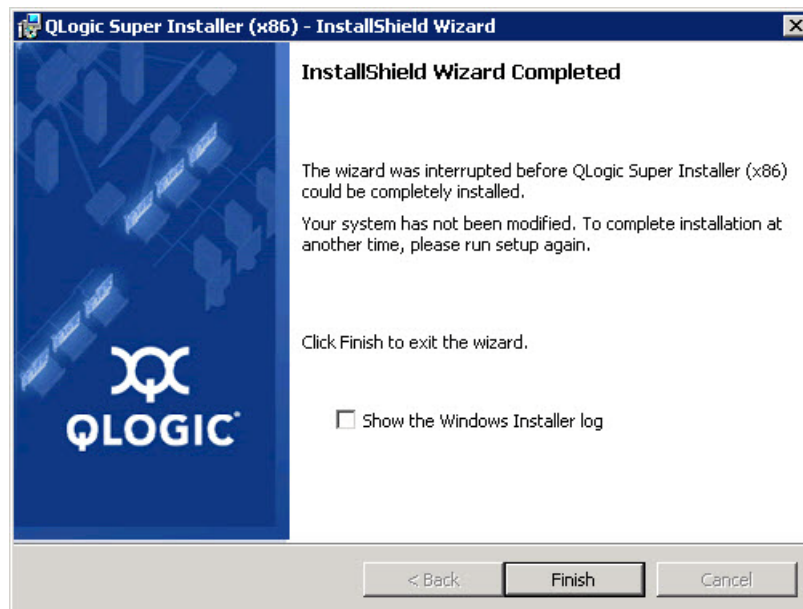 QLogic Super Installer (x86) - InstallShield Wizard
InstallShield Wizard Completed
The wizard was interrupted before QLogic Super Installer (x86)
could be completely installed.
Your system has not been modified. To complete installation at
another time, please run setup again.
Click Finish to exit the wizard.
QLOGIC
Show the Windows Installer log
< Back
Finish
Cancel